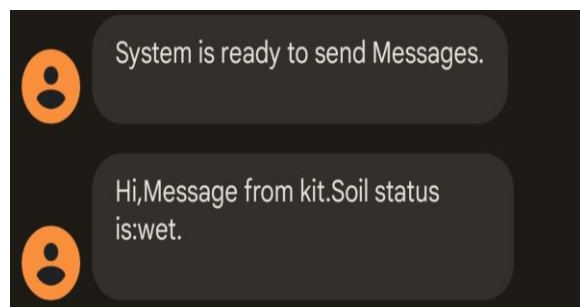 System is ready to send Messages.
Hi,Message from kit.Soil status
is:wet.